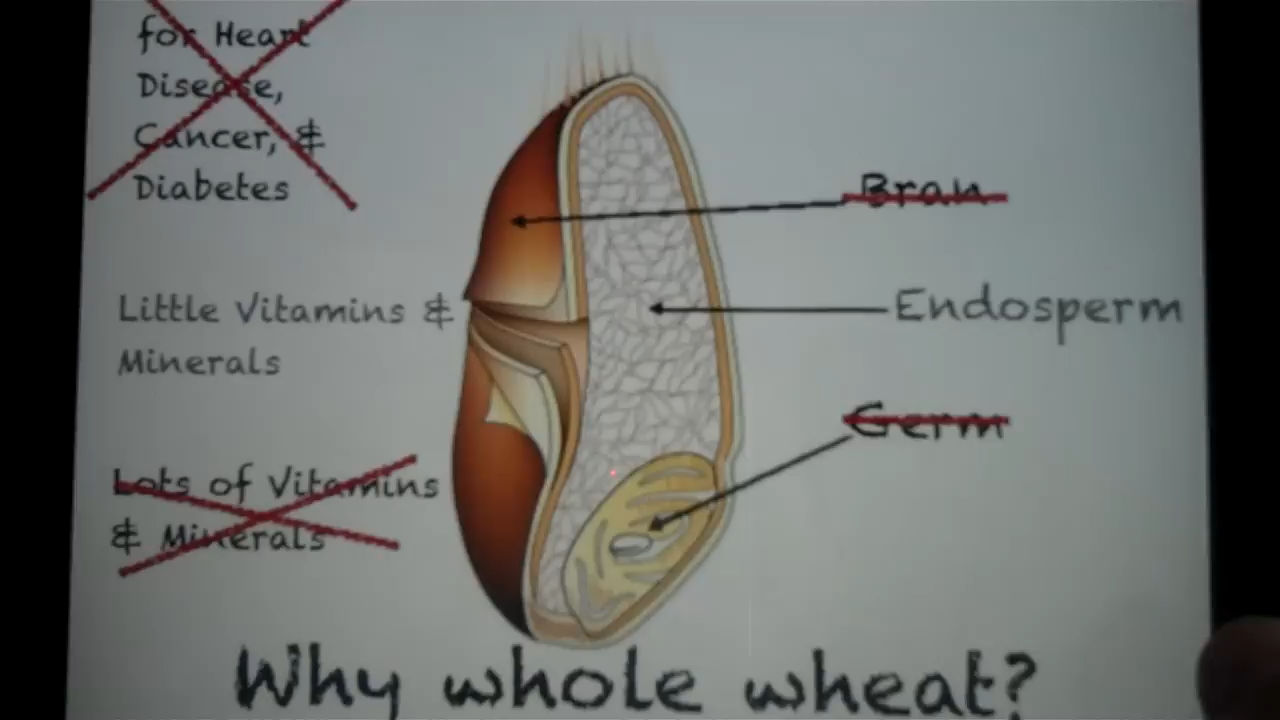 for Heart
Disease,
Cancer, &
Diabetes
Bran
Little Vitamins &
Minerals
Endosperm
Germ
Lots of Vitamins
& Minerals
Why whole wheat?